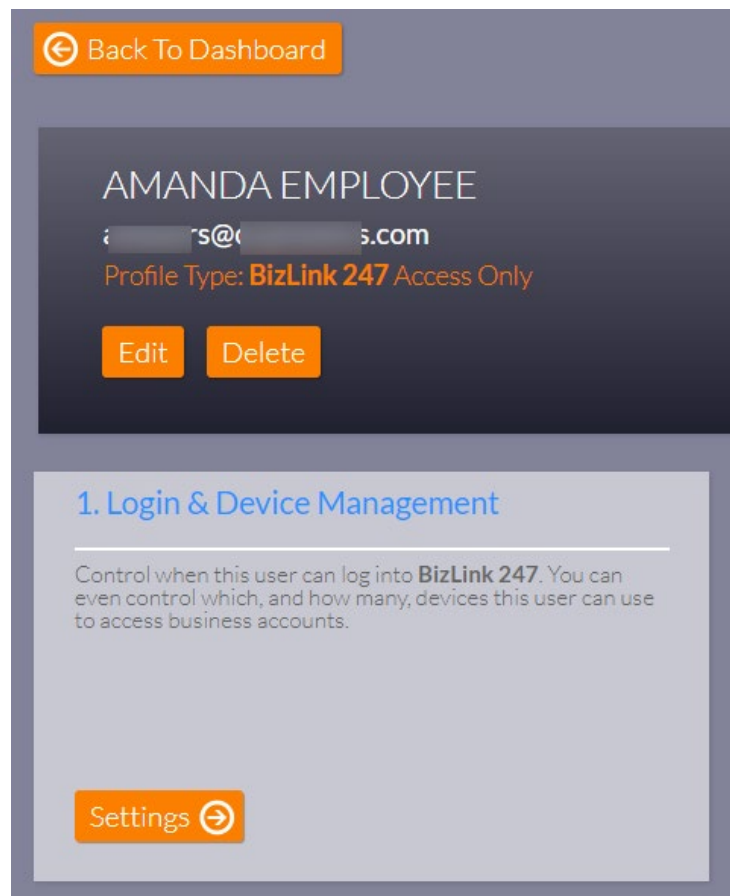 Back To Dashboard
AMANDA EMPLOYEE
s.com
Profile Type: BizLink 247 Access Only
Edit Delete
1. Login & Device Management
Control when this user can log into BizLink 247. You can
even control which, and how many, devices this user can use
to access business accounts.
Settings